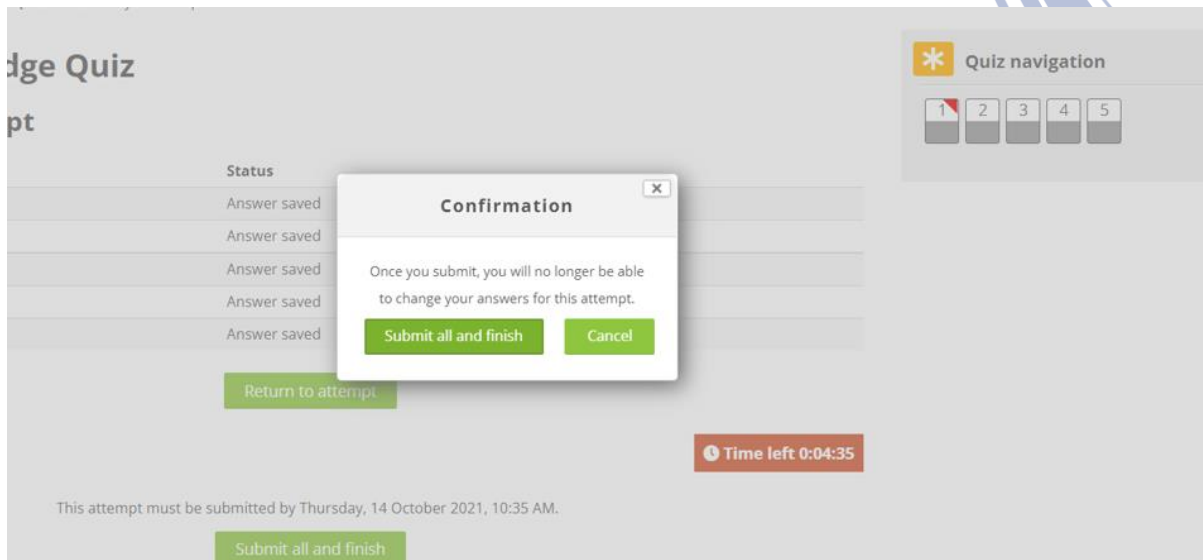 dge Quiz
pt
Status
Answer saved
Answer saved
Answer saved
Answer saved
Answer saved
Return to attempt
Time left 0:04:35
This attempt must be submitted by Thursday, 14 October 2021, 10:35 AM.
Submit all and finish
Confirmation
X
Once you submit, you will no longer be able
to change your answers for this attempt.
Submit all and finish
Cancel
Quiz navigation
1 2 3 4 5